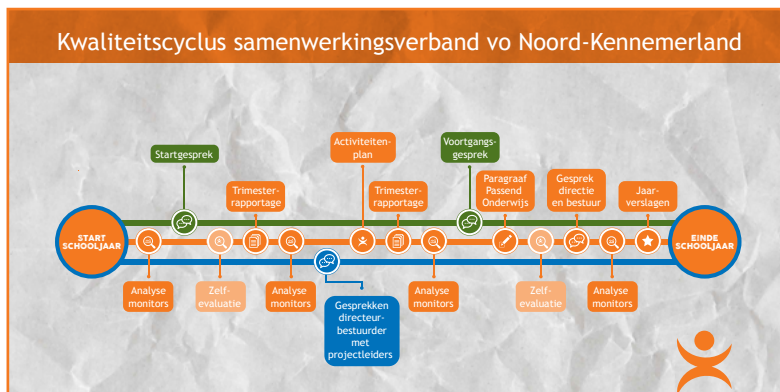 Kwaliteitscyclus samenwerkingsverband vo Noord-Kennemerland
Startgesprek
Activiteiten-
plan
Voortgangs-
gesprek
Trimester-
rapportage
Trimester-
rapportage
Paragraaf
Passend
Onderwijs
Gesprek
directie
en bestuur
Jaar-
verslagen
START
SCHOOLJAAR
EINDE
SCHOOLJAAR
Analyse
monitors
Zelf-
evaluatie
Analyse
monitors
Gesprekken
directeur-
bestuurder
met
projectleiders
Analyse
monitors
Zelf-
evaluatie
Analyse
monitors